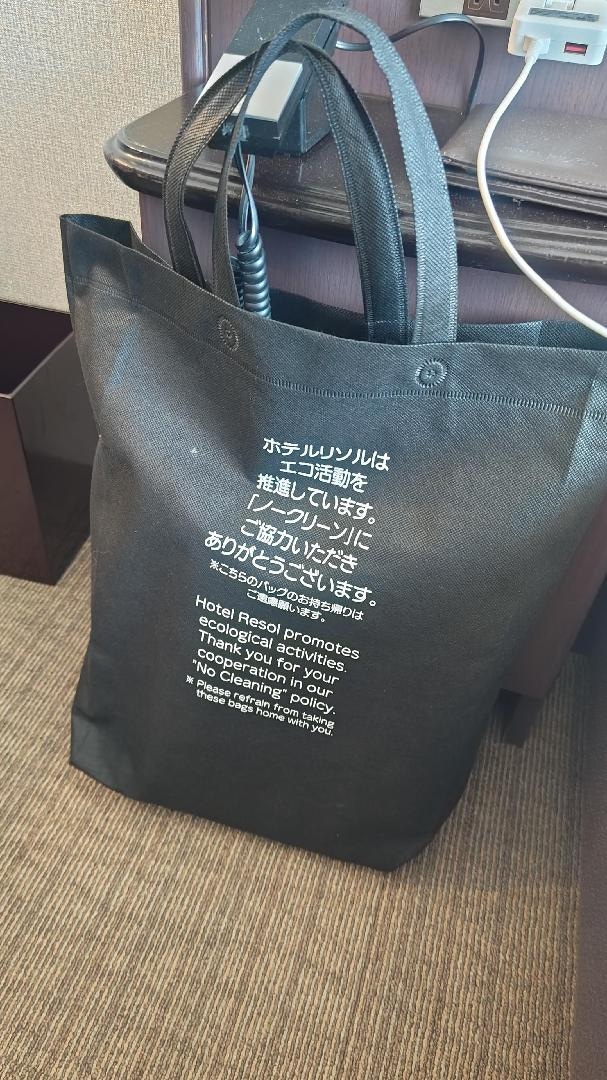 ホテルリソルは
エコ活動を
推進しています。
「ノークリーン」に
ご協力いただき
ありがとうございます。
※こちらのバッグのお持ち帰りは
ご遠慮願います。
Hotel Resol promotes
ecological activities.
Thank you for your
cooperation in our
"No Cleaning" policy.
※ Please refrain from taking
these bags home with you.